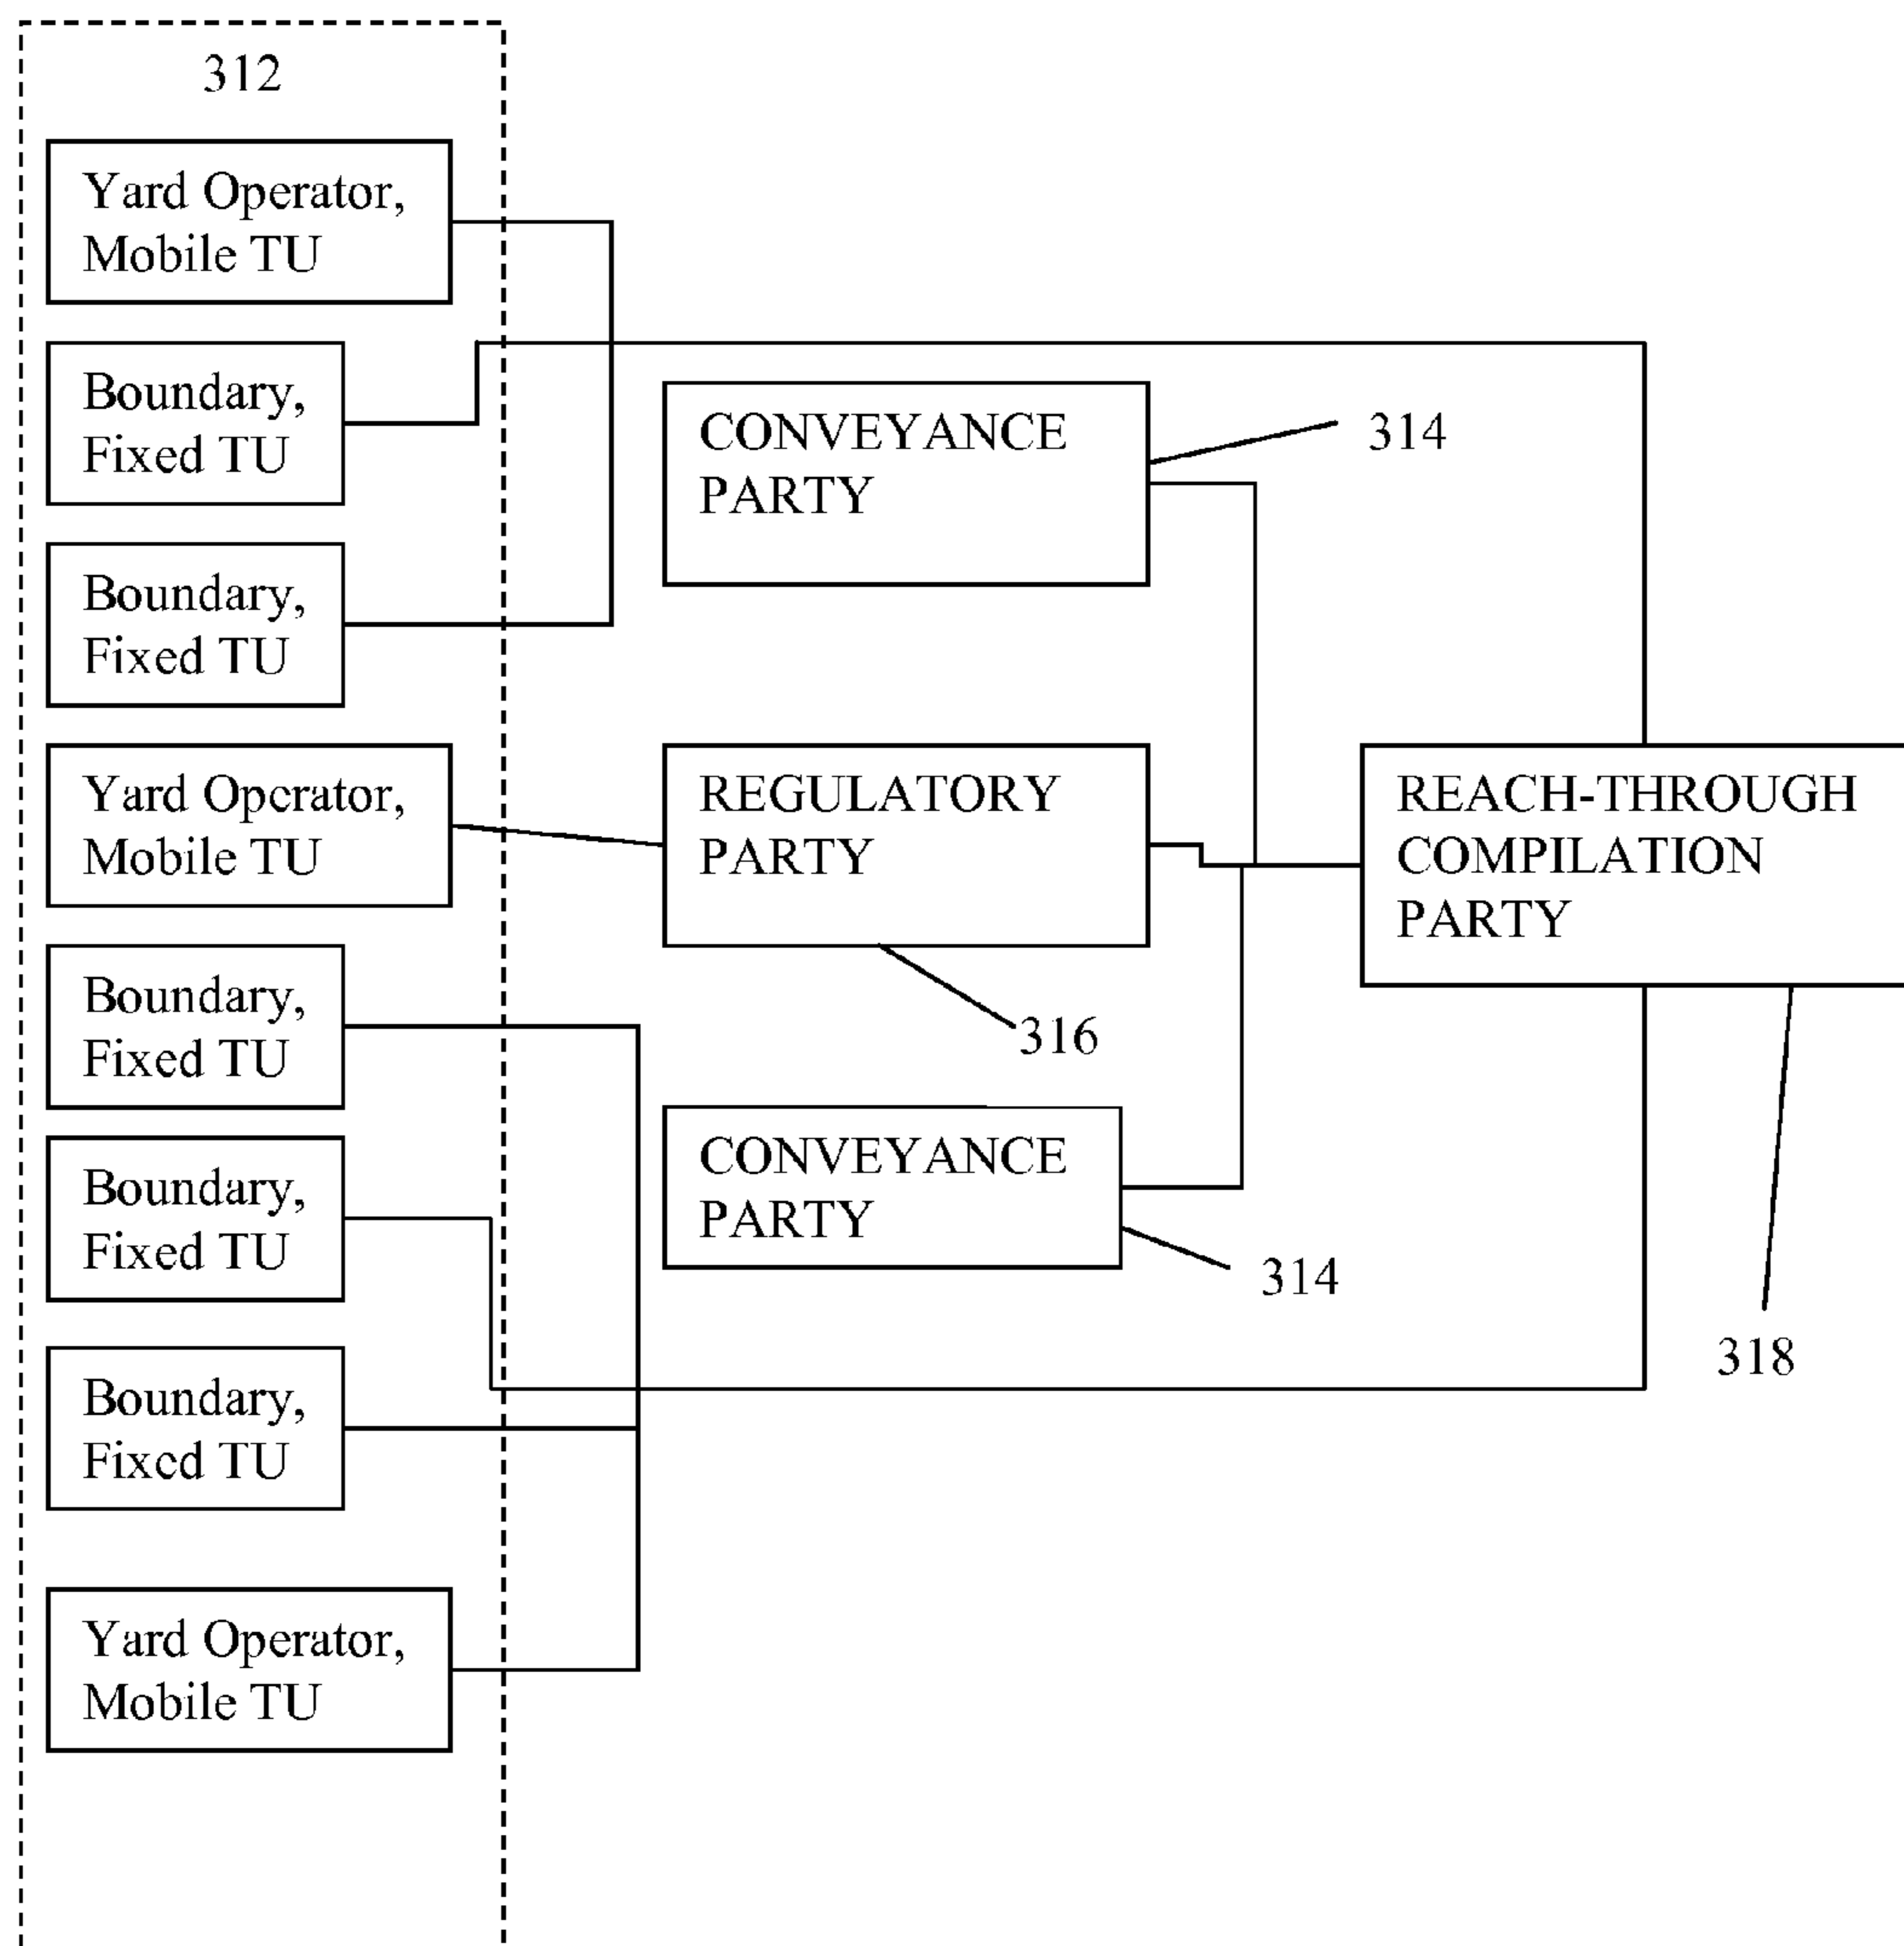 312
Yard Operator,
Mobile TU
Boundary,
Fixed TU
Boundary,
Fixed TU
Yard Operator,
Mobile TU
Boundary,
Fixed TU
Boundary,
Fixed TU
Boundary,
Fixed TU
Yard Operator,
Mobile TU
CONVEYANCE
PARTY
314
REGULATORY
PARTY
316
CONVEYANCE
PARTY
314
REACH-THROUGH
COMPILATION
PARTY
318